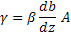 γ = β db/dz A